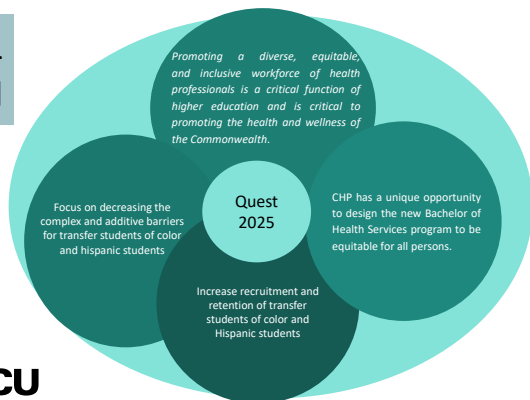 Promoting a diverse, equitable,
and inclusive workforce of health
professionals is a critical function of
higher education and is critical to
promoting the health and wellness of
the Commonwealth.
Focus on decreasing the
complex and additive barriers
for transfer students of color
and hispanic students
Quest
2025
CHP has a unique opportunity
to design the new Bachelor of
Health Services program to be
equitable for all persons.
Increase recruitment and
retention of transfer
students of color and
Hispanic students
CU